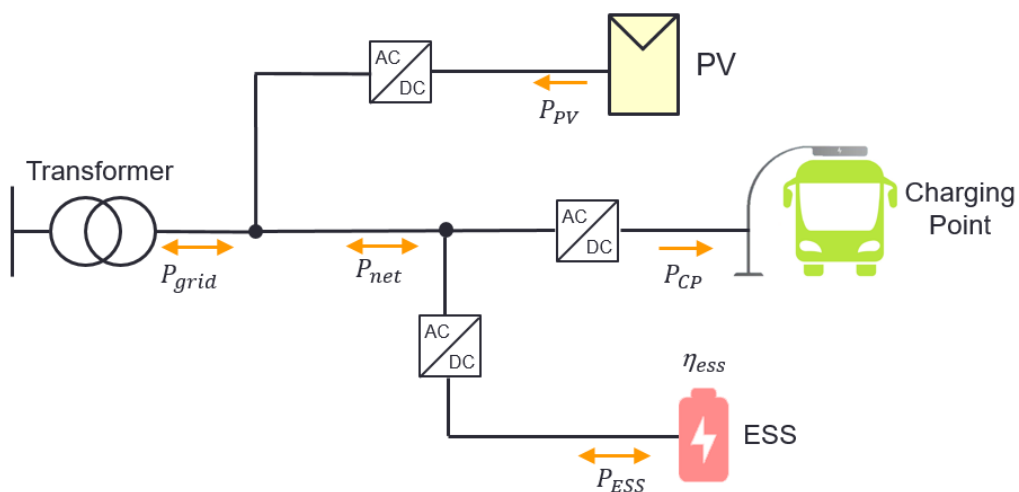 AC
DC
PV
P_PV
Transformer
AC
DC
Charging
Point
P_grid
P_net
P_CP
AC
DC
η_ess
ESS
P_ESS